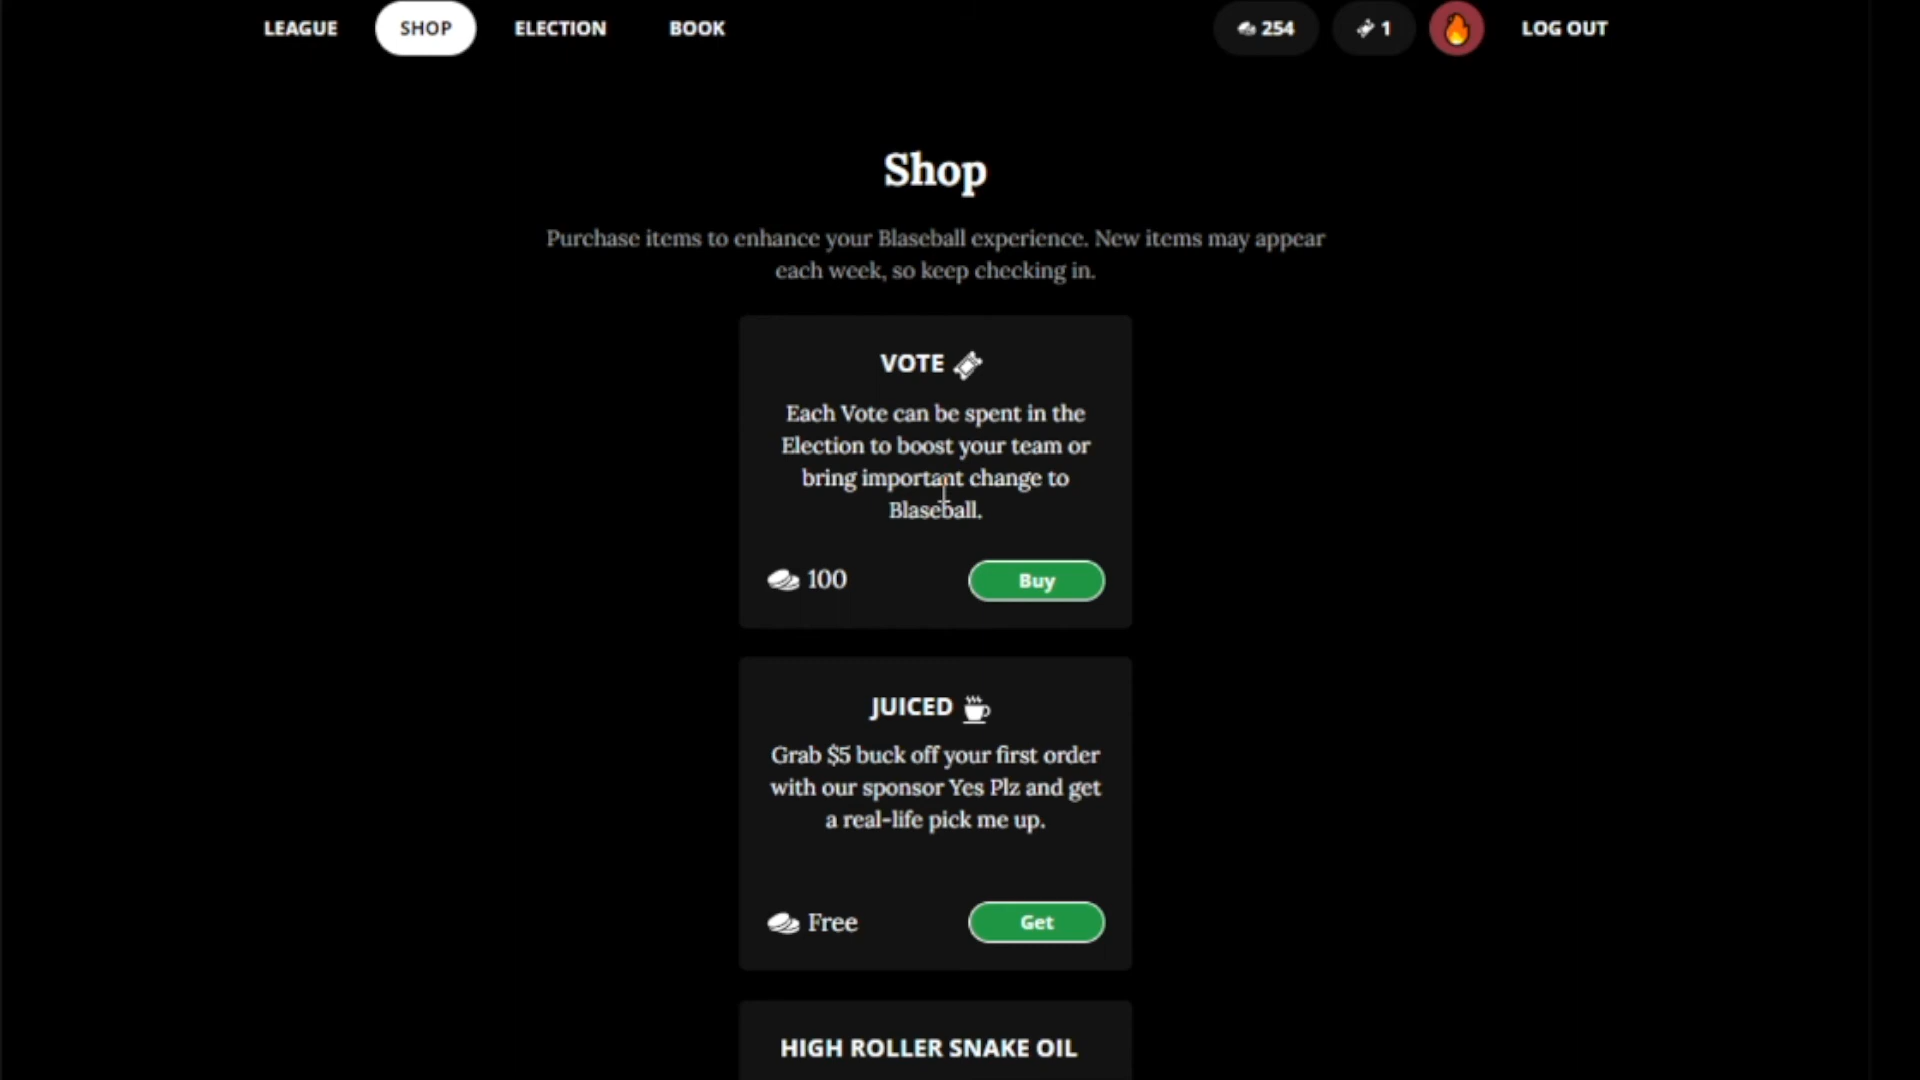 LEAGUE SHOP ELECTION BOOK 254 1 LOG OUT
Shop
Purchase items to enhance your Blaseball experience. New items may appear
each week, so keep checking in.
VOTE
Each Vote can be spent in the
Election to boost your team or
bring important change to
Blaseball.
100 Buy
JUICED
Grab $5 buck off your first order
with our sponsor Yes Plz and get
a real-life pick me up.
Free Get
HIGH ROLLER SNAKE OIL